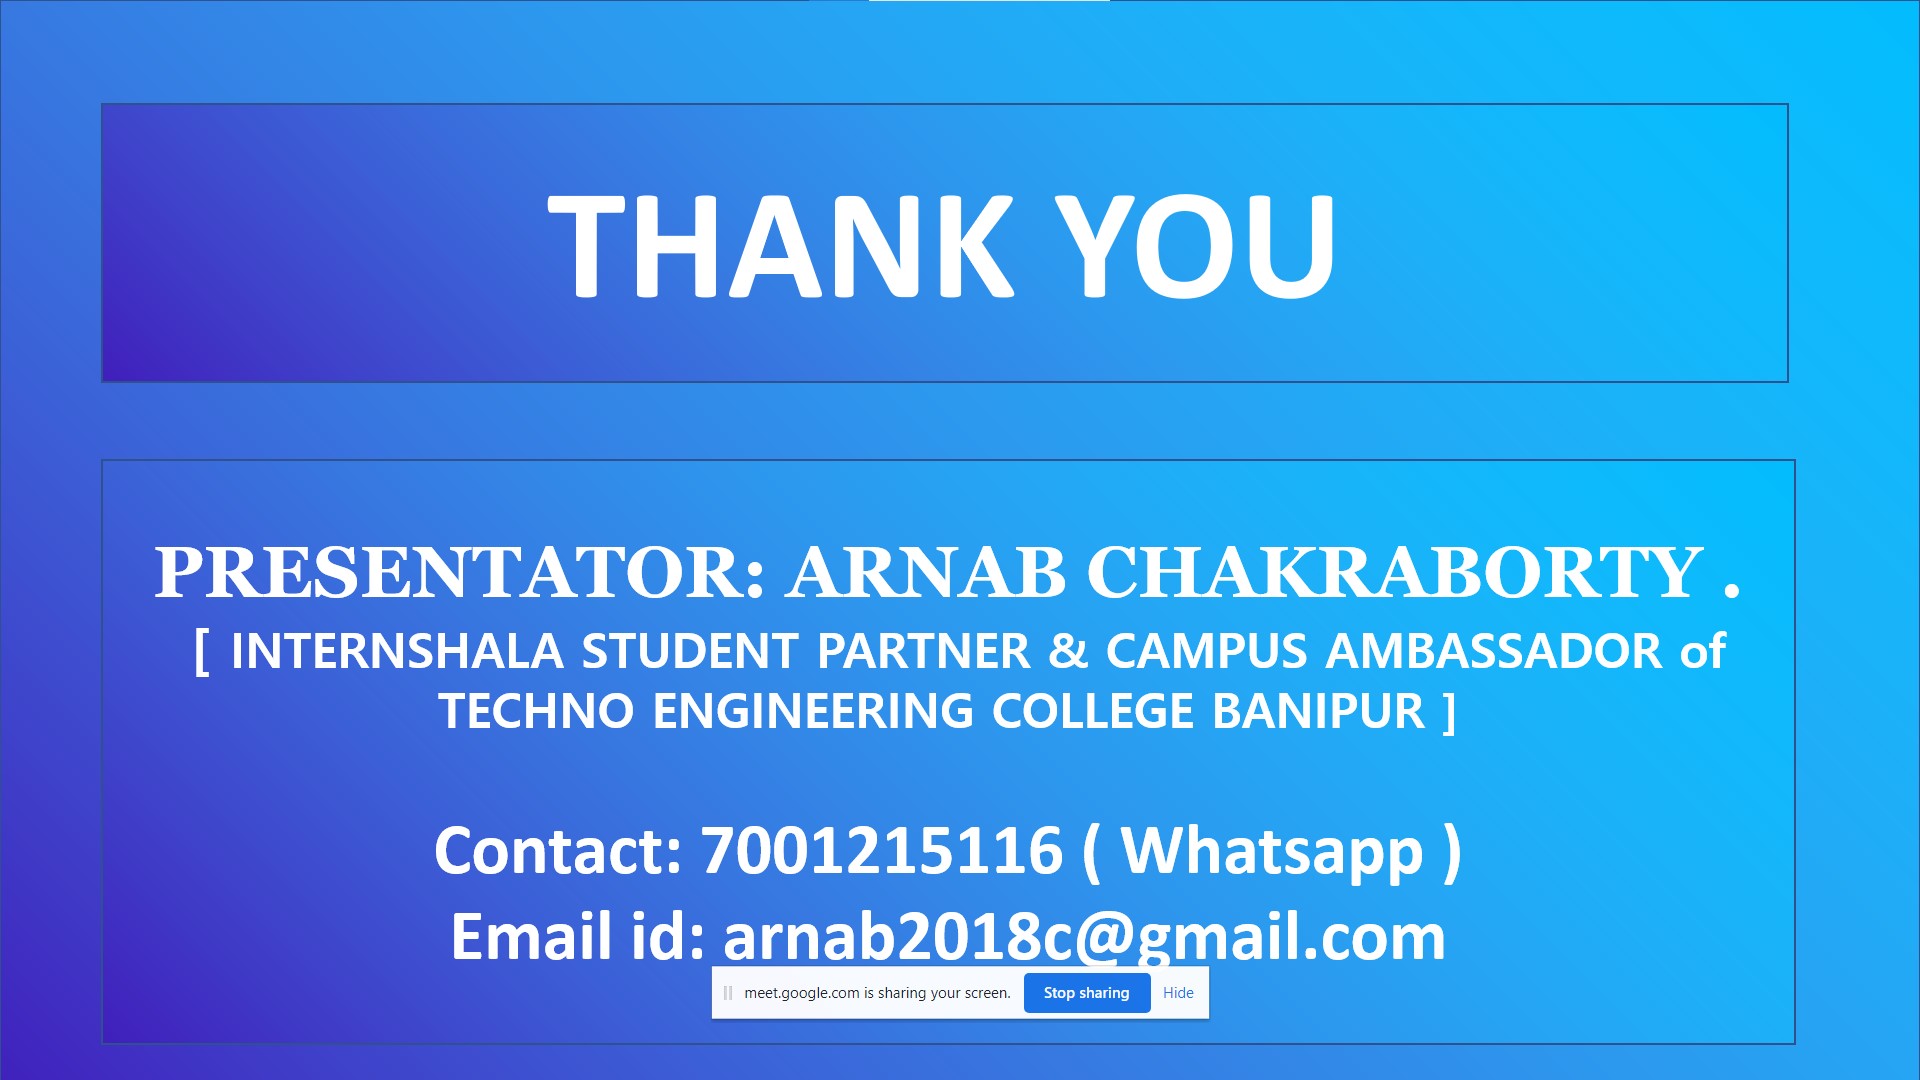 THANK YOU
PRESENTATOR: ARNAB CHAKRABORTY .
[ INTERNSHALA STUDENT PARTNER & CAMPUS AMBASSADOR of
TECHNO ENGINEERING COLLEGE BANIPUR ]
Contact: 7001215116 ( Whatsapp )
Email id: arnab2018c@gmail.com
meet.google.com is sharing your screen. Stop sharing Hide